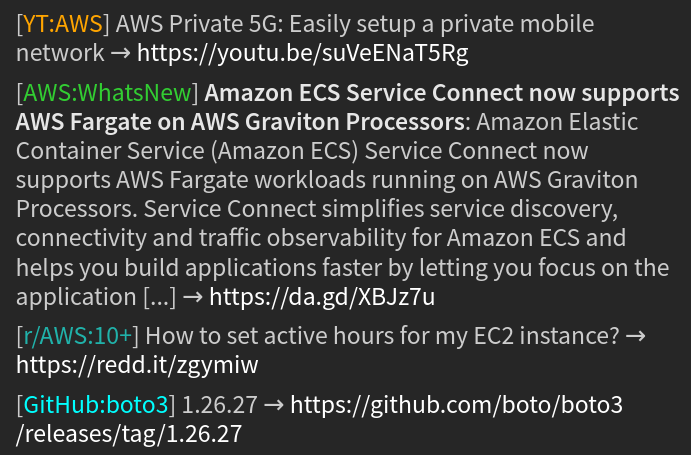 [YT:AWS] AWS Private 5G: Easily setup a private mobile
network → https://youtu.be/suVeENaT5Rg
[AWS:WhatsNew] Amazon ECS Service Connect now supports
AWS Fargate on AWS Graviton Processors: Amazon Elastic
Container Service (Amazon ECS) Service Connect now
supports AWS Fargate workloads running on AWS Graviton
Processors. Service Connect simplifies service discovery,
connectivity and traffic observability for Amazon ECS and
helps you build applications faster by letting you focus on the
application [...] → https://da.gd/XBJz7u
[r/AWS:10+] How to set active hours for my EC2 instance? →
https://redd.it/zgymiw
[GitHub:boto3] 1.26.27 → https://github.com/boto/boto3
/releases/tag/1.26.27